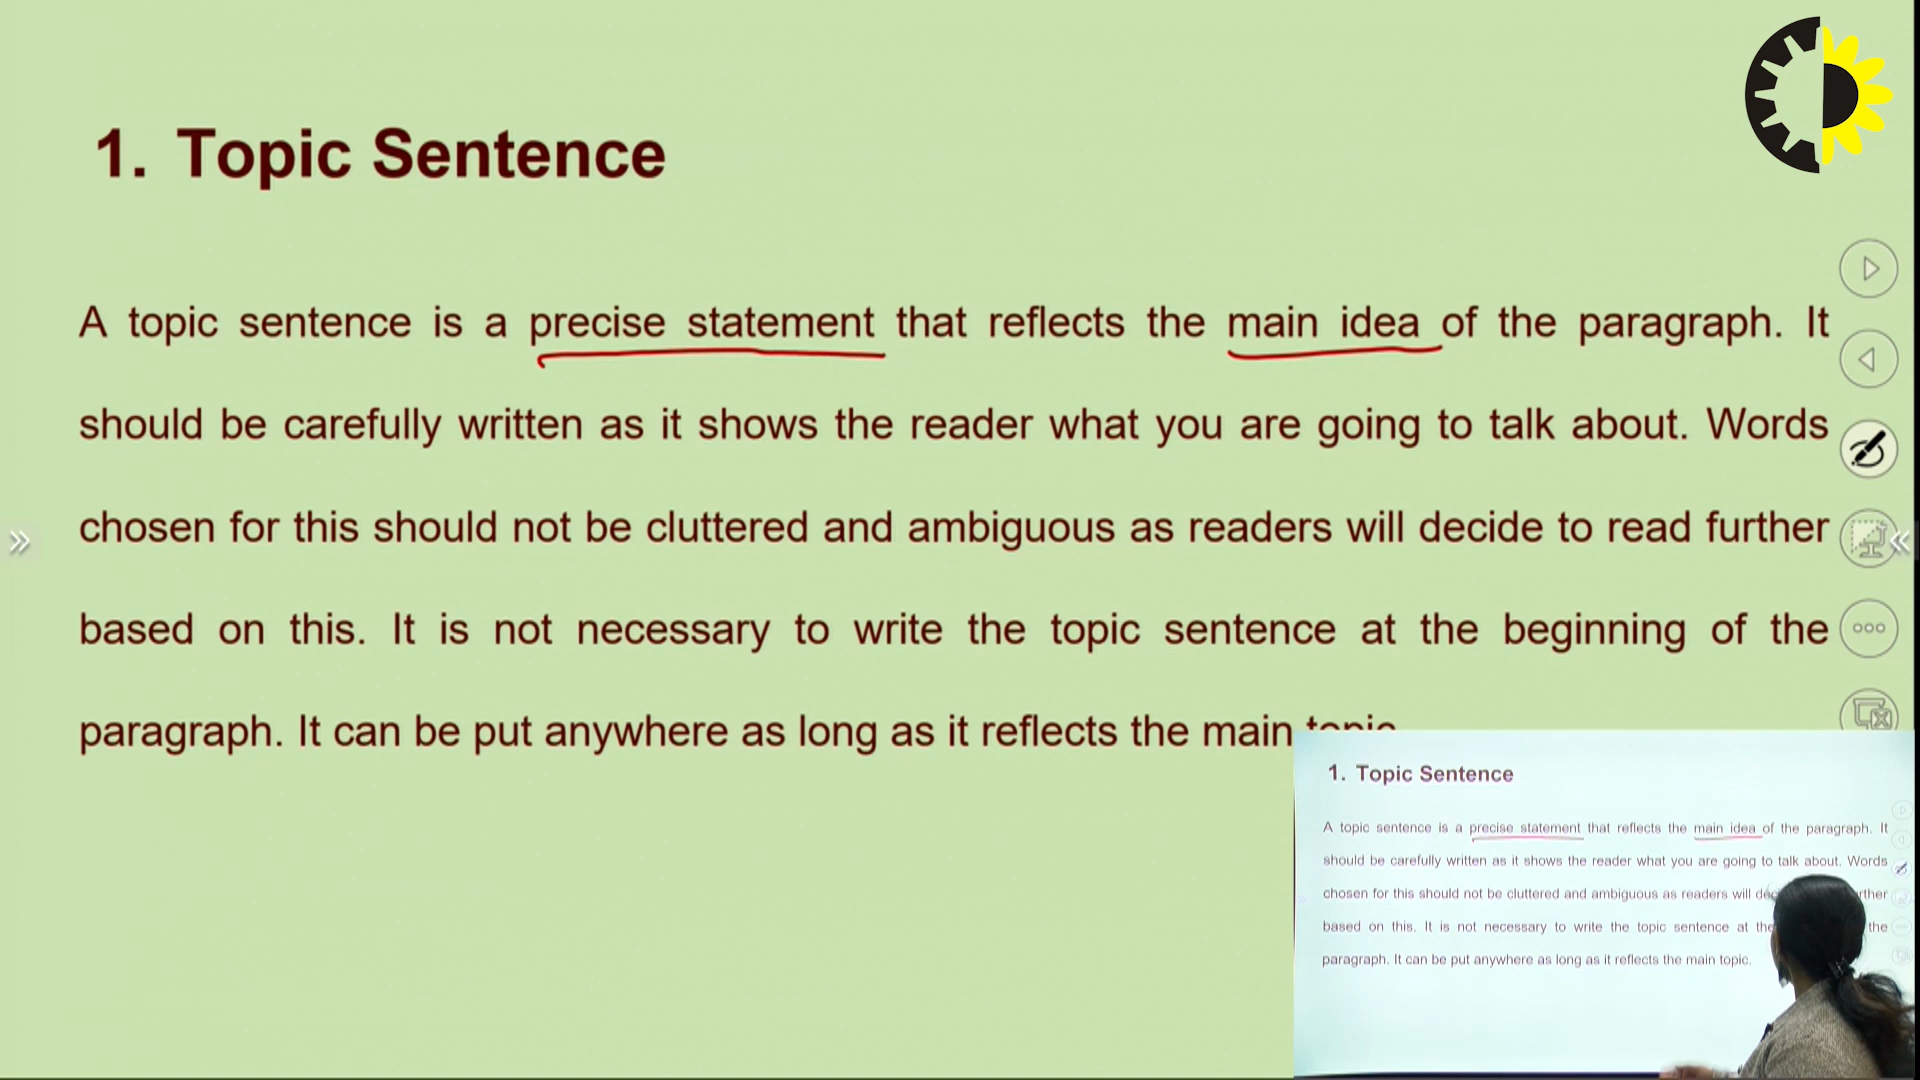 1. Topic Sentence
A topic sentence is a precise statement that reflects the main idea of the paragraph. It
should be carefully written as it shows the reader what you are going to talk about. Words
chosen for this should not be cluttered and ambiguous as readers will decide to read further
based on this. It is not necessary to write the topic sentence at the beginning of the
paragraph. It can be put anywhere as long as it reflects the main topic
1. Topic Sentence
A topic sentence is a precise statement that reflects the main idea of the paragraph. It
should be carefully written as it shows the reader what you are going to talk about. Words
chosen for this should not be cluttered and ambiguous as readers will
based on this. It is not necessary to write the topic sentence at the the
paragraph. It can be put anywhere as long as it reflects the main topic.